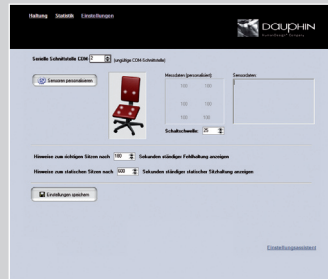 Haltung Statistik Einstellungen
DAUPHIN
Serielle Schnittstelle COM 2 (ungültige COM-Schnittstelle)
Sensoren personalisieren
Messdaten (personalisiert) Sensordaten:
100 100
100 100
100 100
Schaltschwelle: 25
Hinweise zum richtigen Sitzen nach 180 Sekunden ständiger Fehlhaltung anzeigen
Hinweise zum statischen Sitzen nach 600 Sekunden ständiger statischer Sitzhaltung anzeigen
Einstellungen speichern
Einstellungsassistent